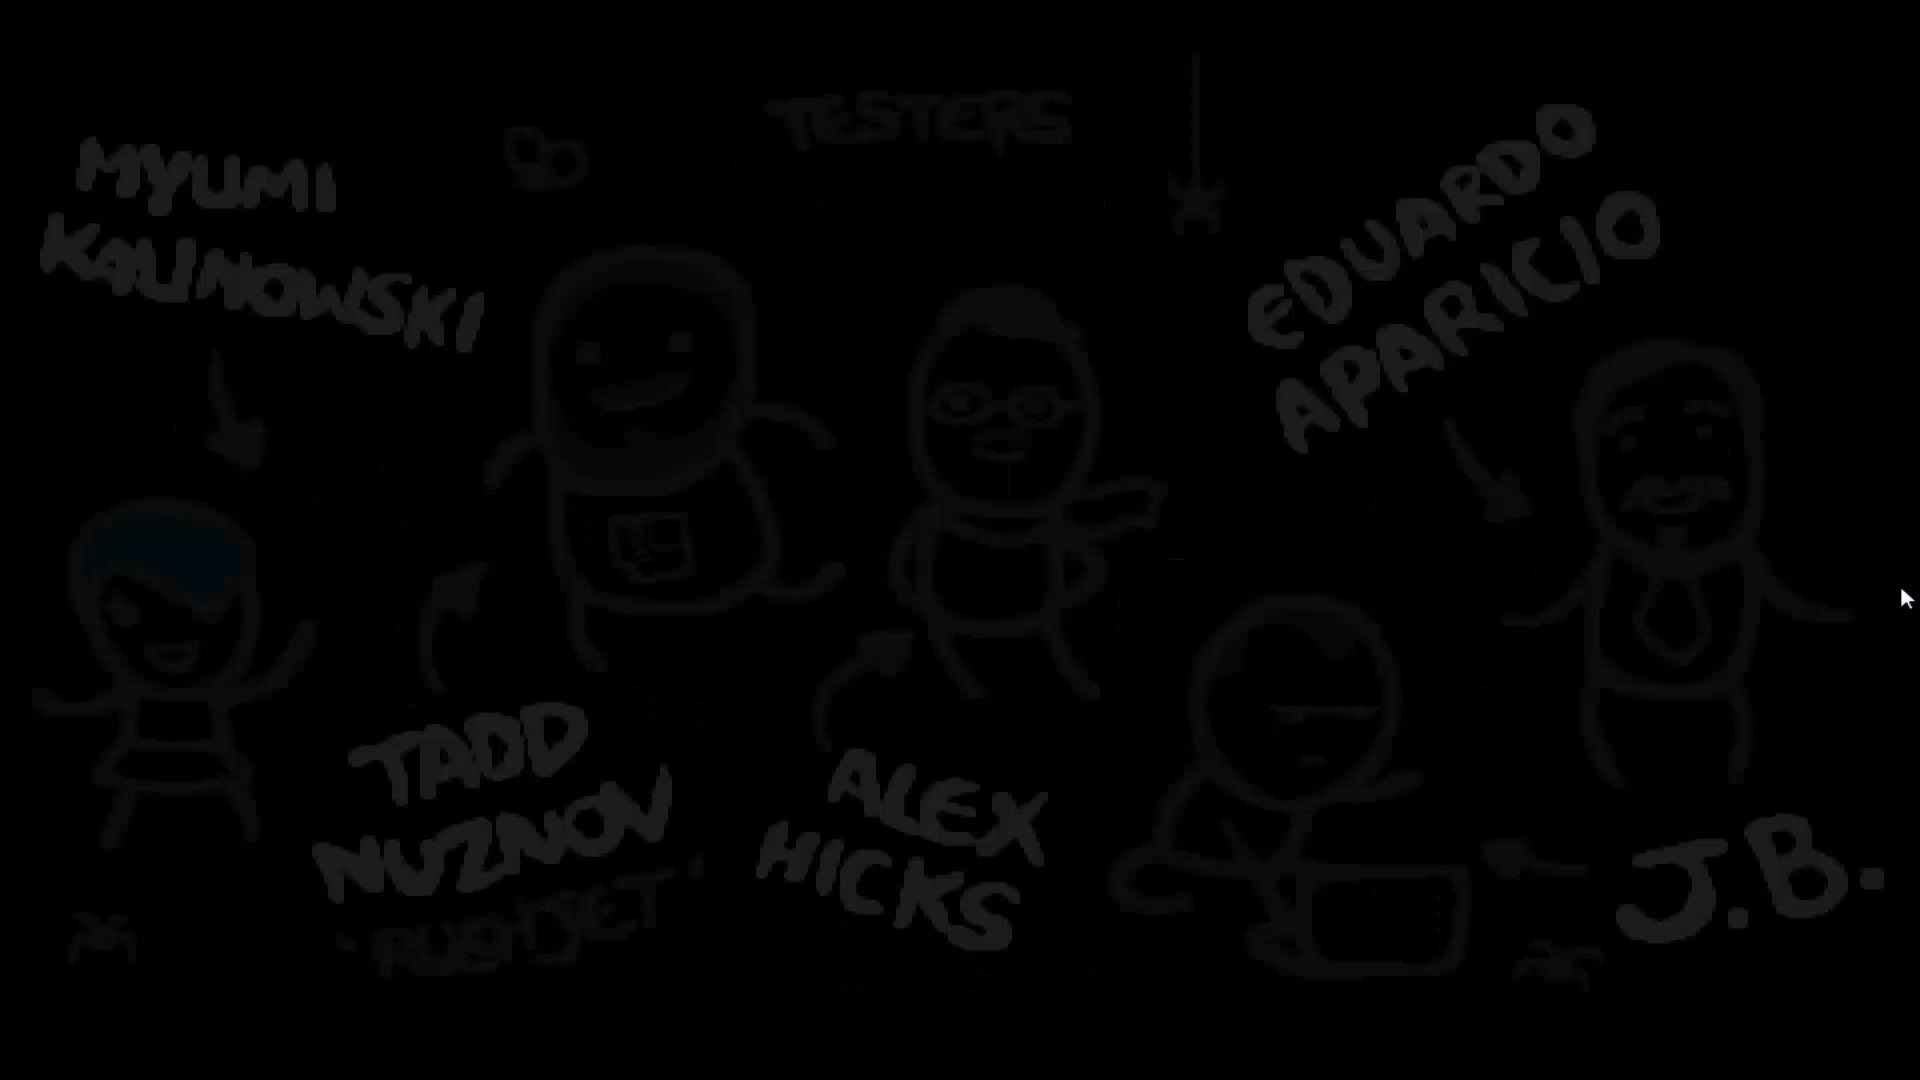 TESTERS
MYUMI
KALINOWSKI
EDUARDO
APARICIO
TADD
NUZNOV
ALEX
HICKS
J.B.